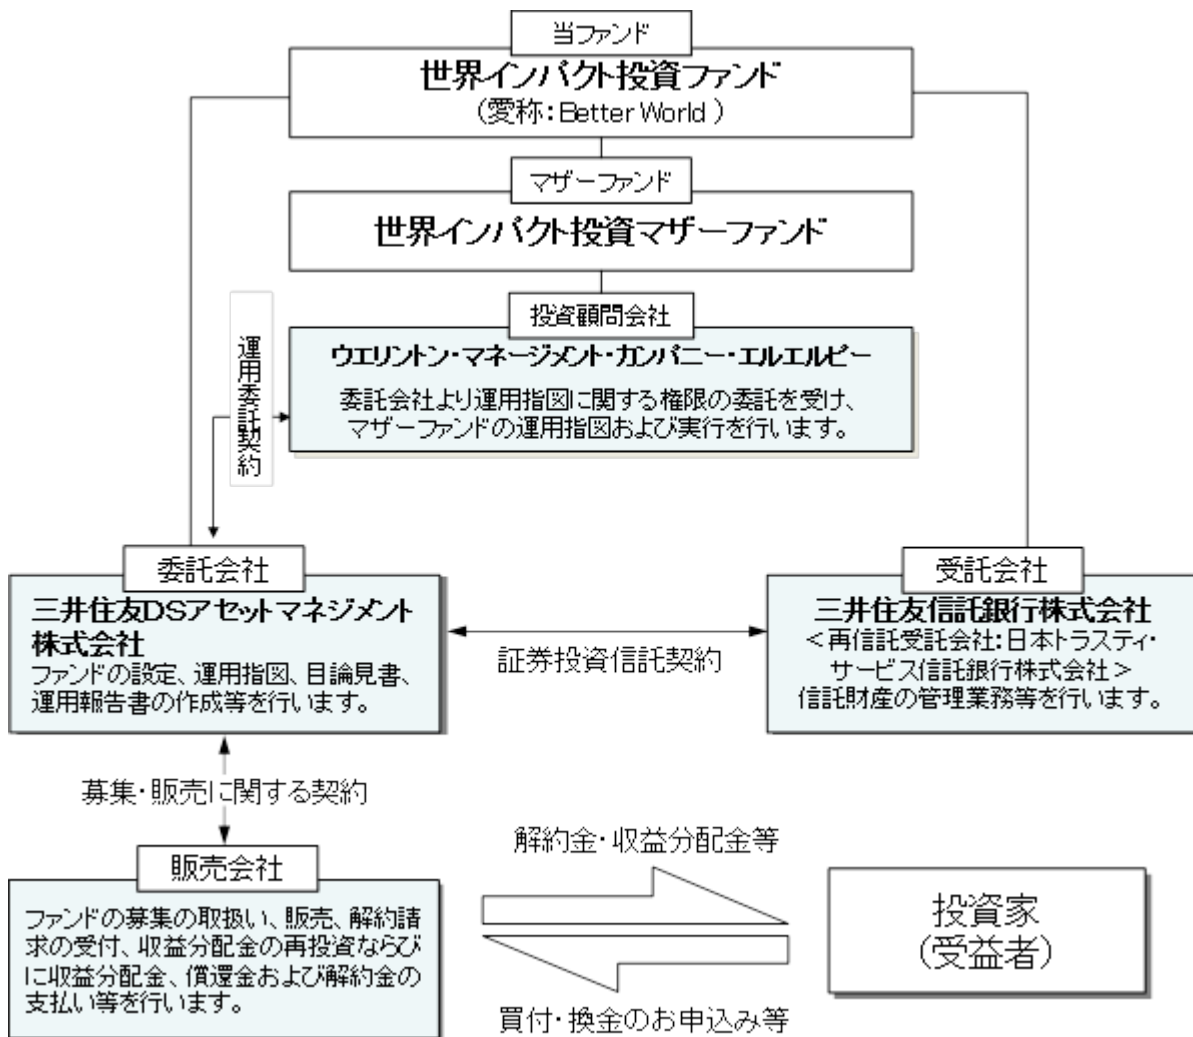 当ファンド
世界インパクト投資ファンド
（愛称：Better World ）
マザーファンド
世界インパクト投資マザーファンド
投資顧問会社
ウエリントン・マネージメント・カンパニー・エルエルピー
委託会社より運用指図に関する権限の委託を受け、
マザーファンドの運用指図および実行を行います。
運用委託契約
委託会社
三井住友DSアセットマネジメント
株式会社
ファンドの設定、運用指図、目論見書、
運用報告書の作成等を行います。
証券投資信託契約
受託会社
三井住友信託銀行株式会社
＜再信託受託会社：日本トラスティ・
サービス信託銀行株式会社＞
信託財産の管理業務等を行います。
募集・販売に関する契約
販売会社
ファンドの募集の取扱い、販売、解約請
求の受付、収益分配金の再投資ならび
に収益分配金、償還金および解約金の
支払い等を行います。
解約金・収益分配金等
買付・換金のお申込み等
投資家
（受益者）